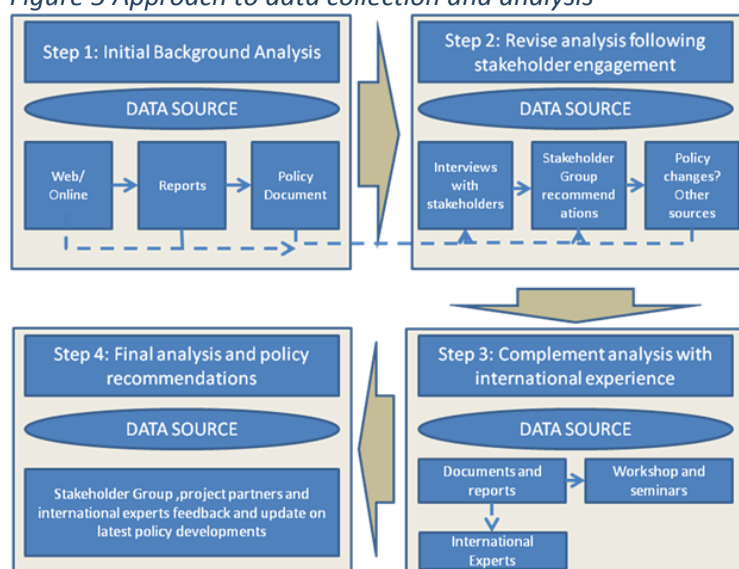 Figure 3 Approach to data collection and analysis
Step 1: Initial Background Analysis
DATA SOURCE
Web/
Online
Reports
Policy
Document
Step 2: Revise analysis following
stakeholder engagement
DATA SOURCE
Interviews
with
stakeholders
Stakeholder
Group
recommend
ations
Policy
changes?
Other
sources
Step 4: Final analysis and policy
recommendations
DATA SOURCE
Stakeholder Group ,project partners and
international experts feedback and update on
latest policy developments
Step 3: Complement analysis with
international experience
DATA SOURCE
Documents and
reports
Workshop and
seminars
International
Experts